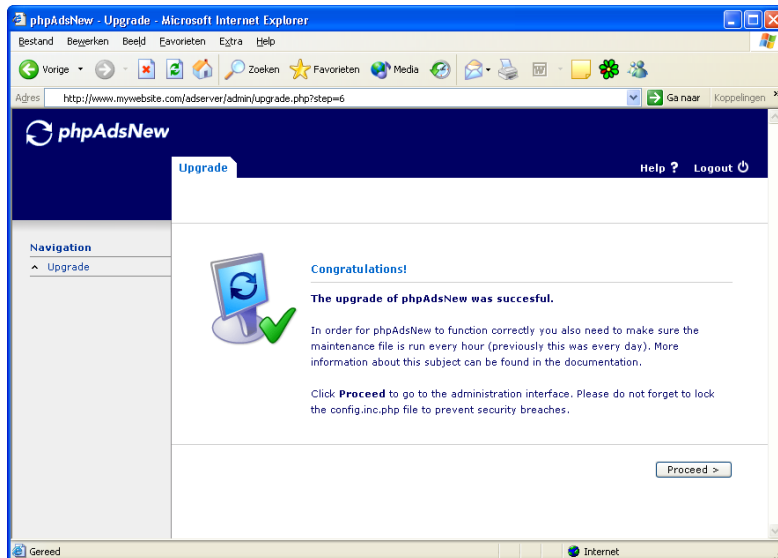 phpAdsNew - Upgrade - Microsoft Internet Explorer
Bestand Bewerken Beeld Favorieten Extra Help
Vorige Zoeken Favorieten Media
Adres http://www.mywebsite.com/adserver/admin/upgrade.php?step=6 Ga naar Koppelingen »
phpAdsNew
Upgrade Help ? Logout
Navigation
Upgrade
Congratulations!
The upgrade of phpAdsNew was succesful.
In order for phpAdsNew to function correctly you also need to make sure the
maintenance file is run every hour (previously this was every day). More
information about this subject can be found in the documentation.
Click Proceed to go to the administration interface. Please do not forget to lock
the config.inc.php file to prevent security breaches.
Proceed >
Gereed Internet